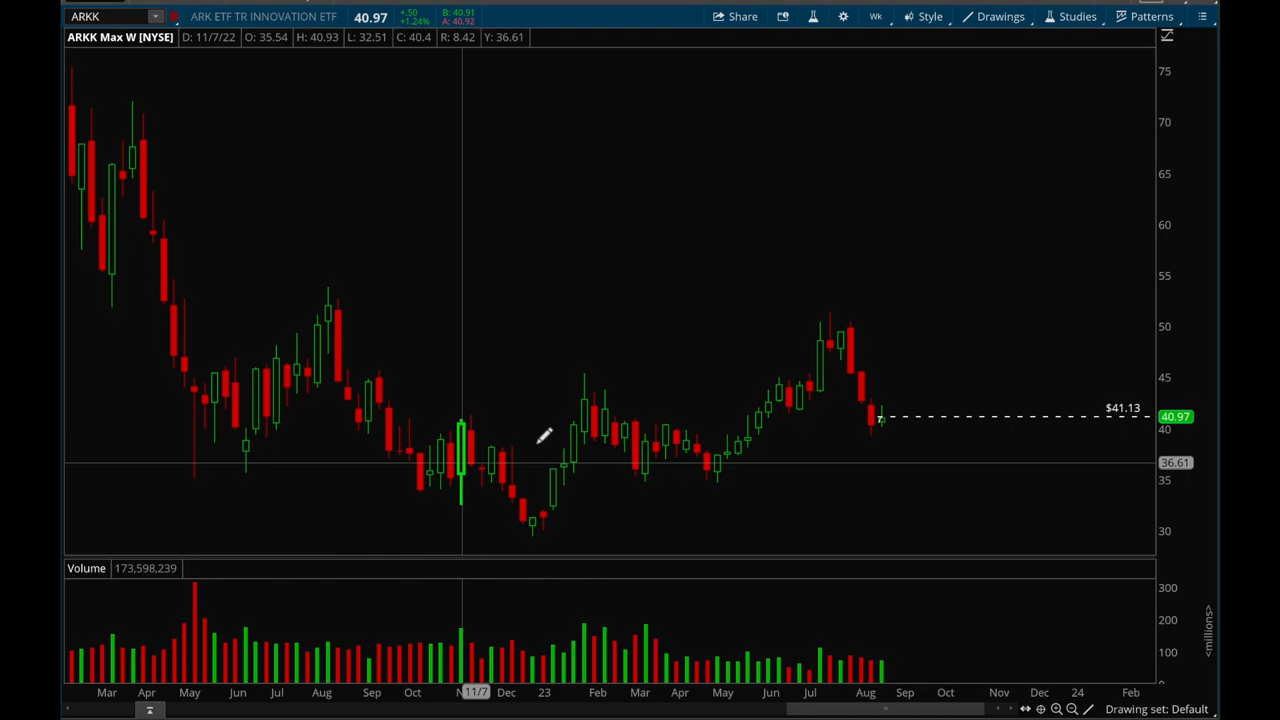 ARKK ARK ETF TR INNOVATION ETF 40.97 +.50 +1.24% B: 40.91 A: 40.92 Share Wk Style Drawings Studies Patterns
ARKK Max W [NYSE] D: 11/7/22 O: 35.54 H: 40.93 L: 32.51 C: 40.4 R: 8.42 Y: 36.61
75
70
65
60
55
50
45
$41.13
40.97
40
36.61
35
30
Volume 173,598,239
300
200
100
<millions>
Mar Apr May Jun Jul Aug Sep Oct 11/7 Dec 23 Feb Mar Apr May Jun Jul Aug Sep Oct Nov Dec 24 Feb
Drawing set: Default